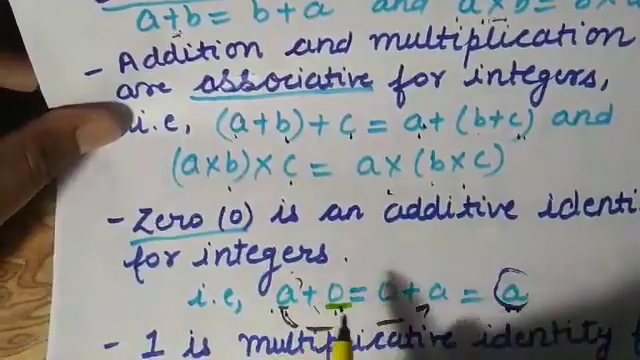 a+b = b+a and a×b =
- Addition and multiplication
are associative for integers,
i.e, (a+b)+c = a+(b+c) and
(a×b)×c = a×(b×c)
- Zero (0) is an additive identi
for integers.
i.e, a+0 = 0+a = a
- 1 is multiplicative identity